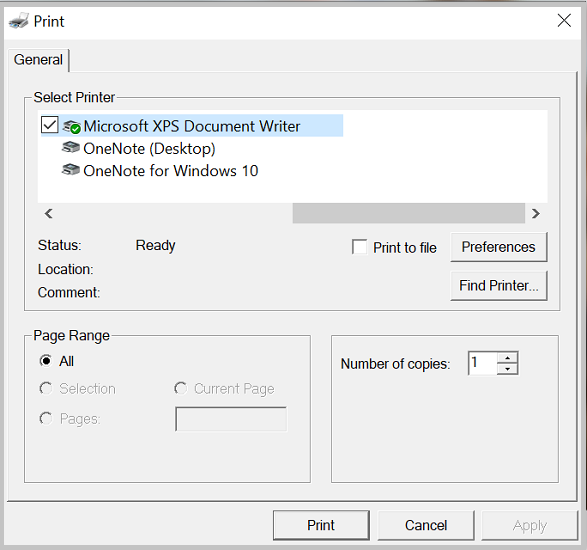 Print
General
Select Printer
Microsoft XPS Document Writer
OneNote (Desktop)
OneNote for Windows 10
Status: Ready Print to file Preferences
Location:
Find Printer...
Comment:
Page Range
All
Number of copies: 1
Selection Current Page
Pages:
Print Cancel Apply